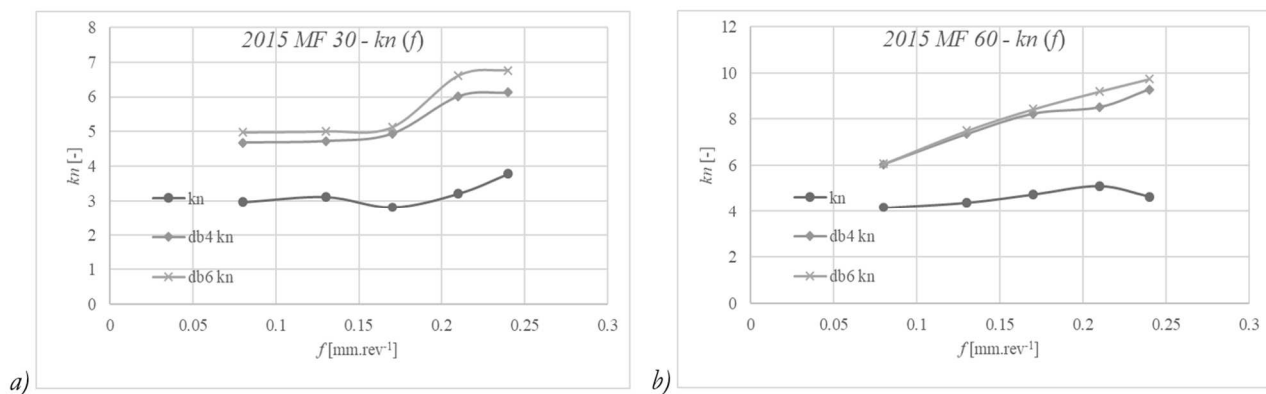 2015 MF 30 - kn (f)
8
7
6
5
4
3
2
1
0
kn [-]
kn
db4 kn
db6 kn
0 0.05 0.1 0.15 0.2 0.25 0.3
f [mm.rev-1]
a)
2015 MF 60 - kn (f)
12
10
8
6
4
2
0
kn [-]
kn
db4 kn
db6 kn
0 0.05 0.1 0.15 0.2 0.25 0.3
f [mm.rev-1]
b)